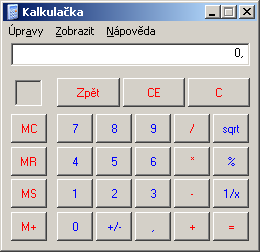 Kalkulačka
Úpravy Zobrazit Nápověda
0,
Zpět CE C
MC 7 8 9 / sqrt
MR 4 5 6 * %
MS 1 2 3 - 1/x
M+ 0 +/- , + =